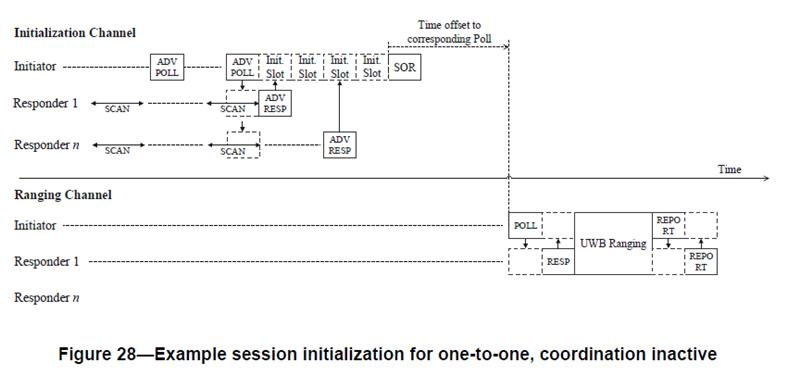 Time offset to
corresponding Poll
Initialization Channel
Initiator
ADV
POLL
ADV
POLL
Init.
Slot
Init.
Slot
Init.
Slot
Init.
Slot
SOR
Responder 1
SCAN
SCAN
ADV
RESP
Responder n
SCAN
SCAN
ADV
RESP
Time
Ranging Channel
Initiator
POLL
UWB Ranging
REPO
RT
Responder 1
RESP
REPO
RT
Responder n
Figure 28—Example session initialization for one-to-one, coordination inactive